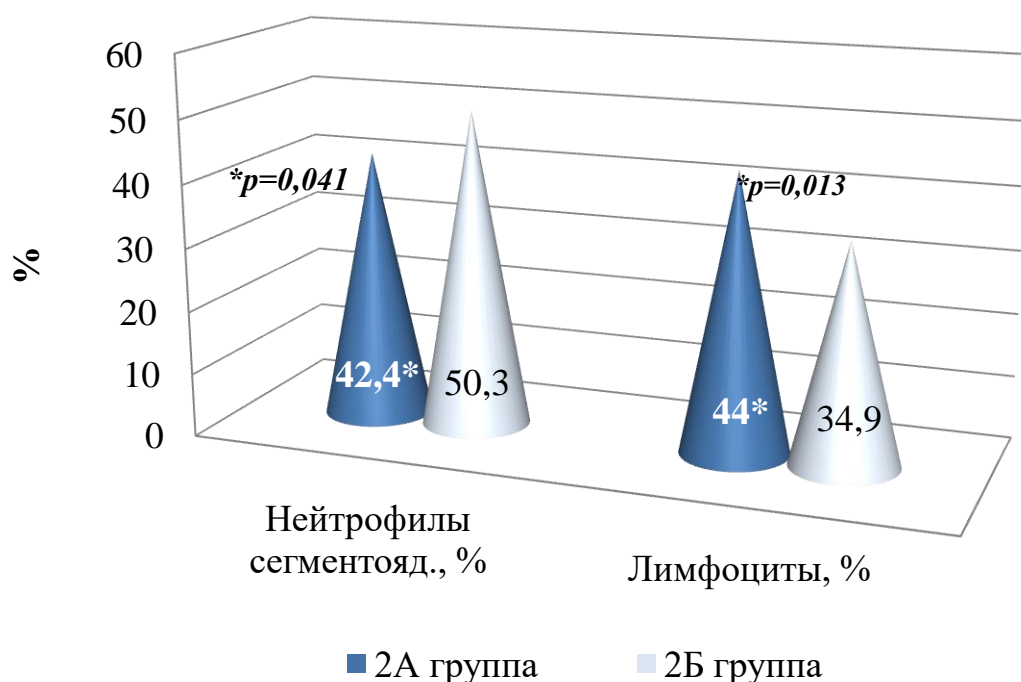 60
50
40
30
20
10
0
%
*p=0,041
*p=0,013
42,4*
50,3
44*
34,9
Нейтрофилы
сегментояд., %
Лимфоциты, %
2А группа
2Б группа